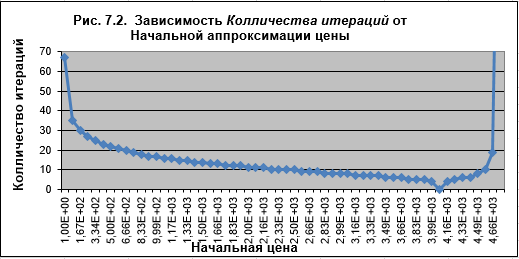 Рис. 7.2. Зависимость Колличества итераций от
Начальной аппроксимации цены
Колличество итераций
70
60
50
40
30
20
10
0
1,00E+00
1,67E+02
3,34E+02
5,00E+02
6,66E+02
8,33E+02
9,99E+02
1,17E+03
1,33E+03
1,50E+03
1,66E+03
1,83E+03
2,00E+03
2,16E+03
2,33E+03
2,50E+03
2,66E+03
2,83E+03
2,99E+03
3,16E+03
3,33E+03
3,49E+03
3,66E+03
3,83E+03
3,99E+03
4,16E+03
4,33E+03
4,49E+03
4,66E+03
Начальная цена